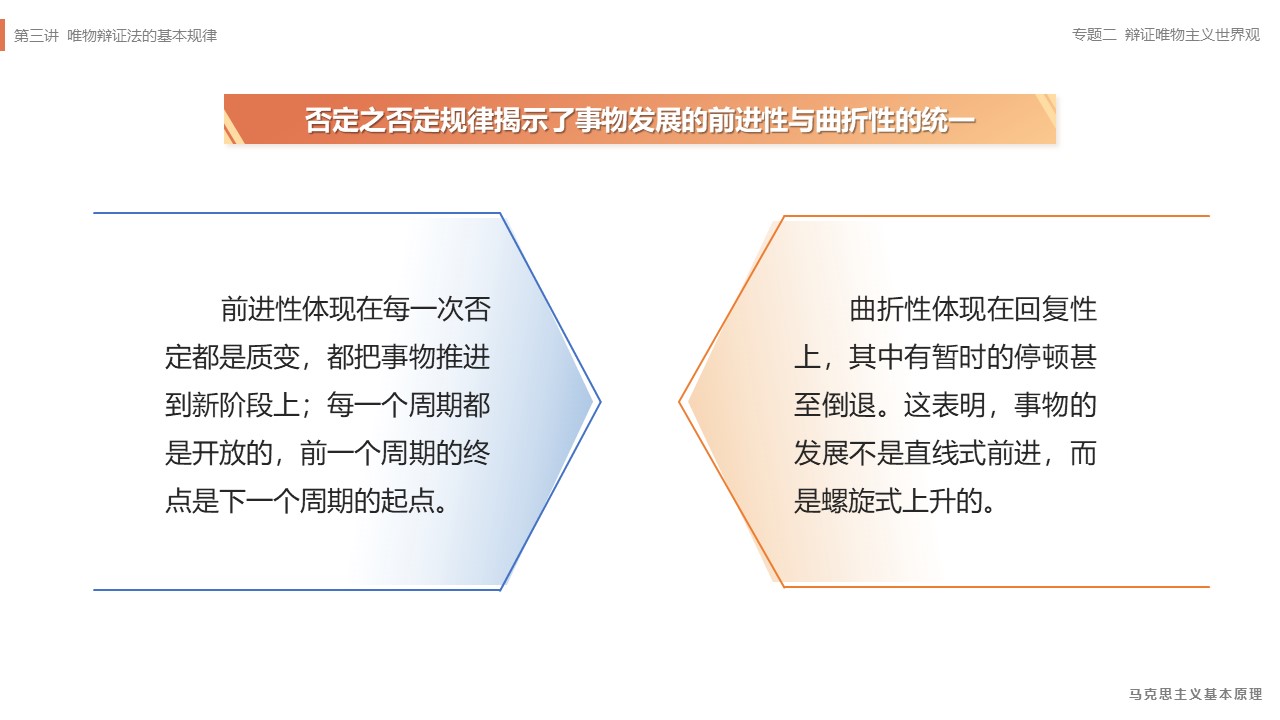 第三讲 唯物辩证法的基本规律
专题二 辩证唯物主义世界观
否定之否定规律揭示了事物发展的前进性与曲折性的统一
前进性体现在每一次否
定都是质变，都把事物推进
到新阶段上；每一个周期都
是开放的，前一个周期的终
点是下一个周期的起点。
曲折性体现在回复性
上，其中有暂时的停顿甚
至倒退。这表明，事物的
发展不是直线式前进，而
是螺旋式上升的。
马克思主义基本原理